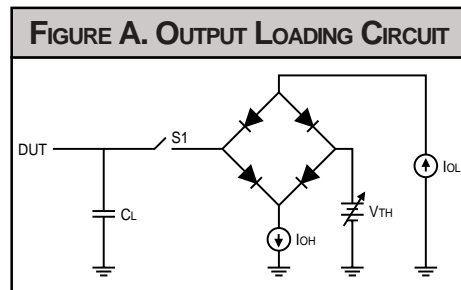 FIGURE A. OUTPUT LOADING CIRCUIT
DUT
S1
CL
IOH
VTH
IOL